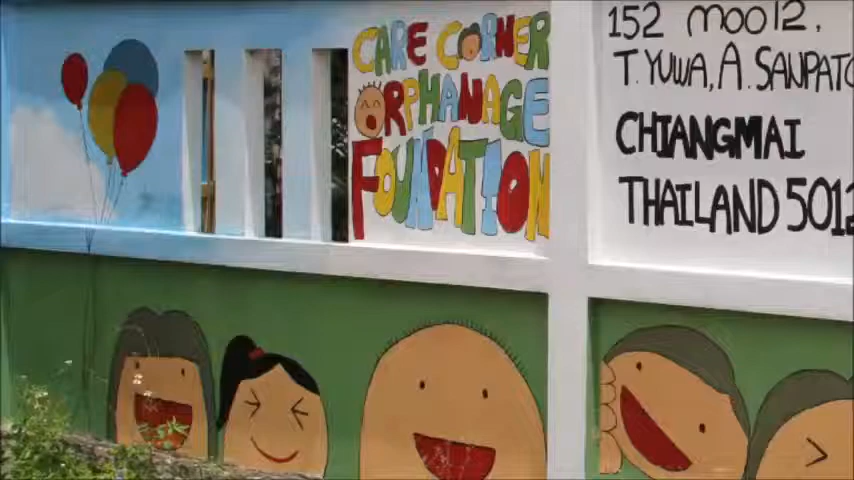 CARE CORNER
ORPHANAGE
FOUNDATION
152 MOO12.
T.YUWA, A.SANPATO
CHIANGMAI
THAILAND 5012